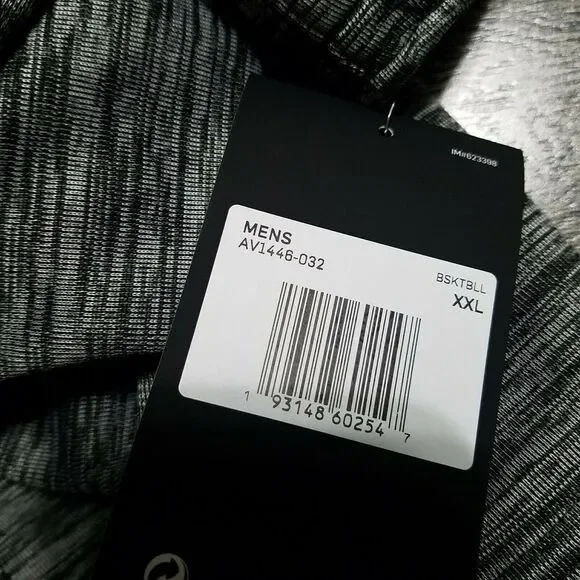 IM#623398
MENS
AV1446-032
BSKTBLL
XXL
1 93148 60254 7